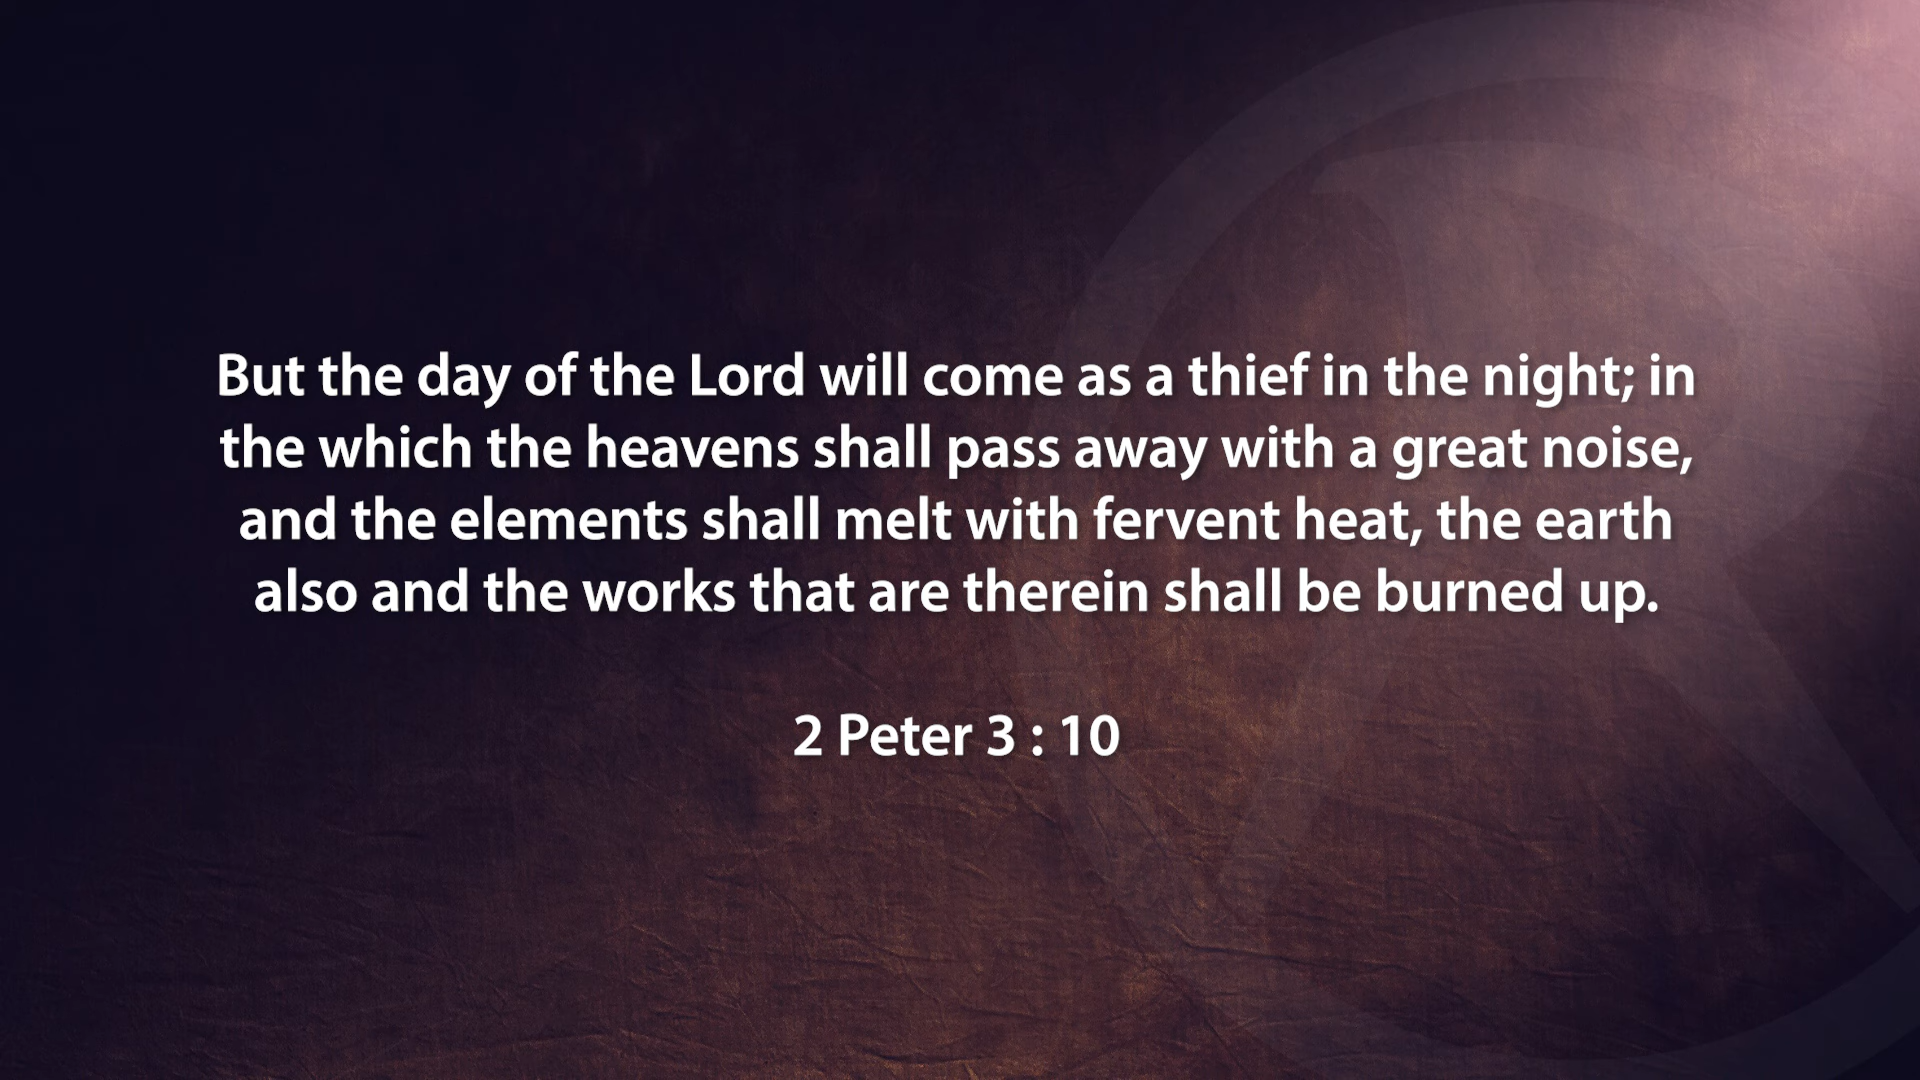 But the day of the Lord will come as a thief in the night; in
the which the heavens shall pass away with a great noise,
and the elements shall melt with fervent heat, the earth
also and the works that are therein shall be burned up.
2 Peter 3 : 10